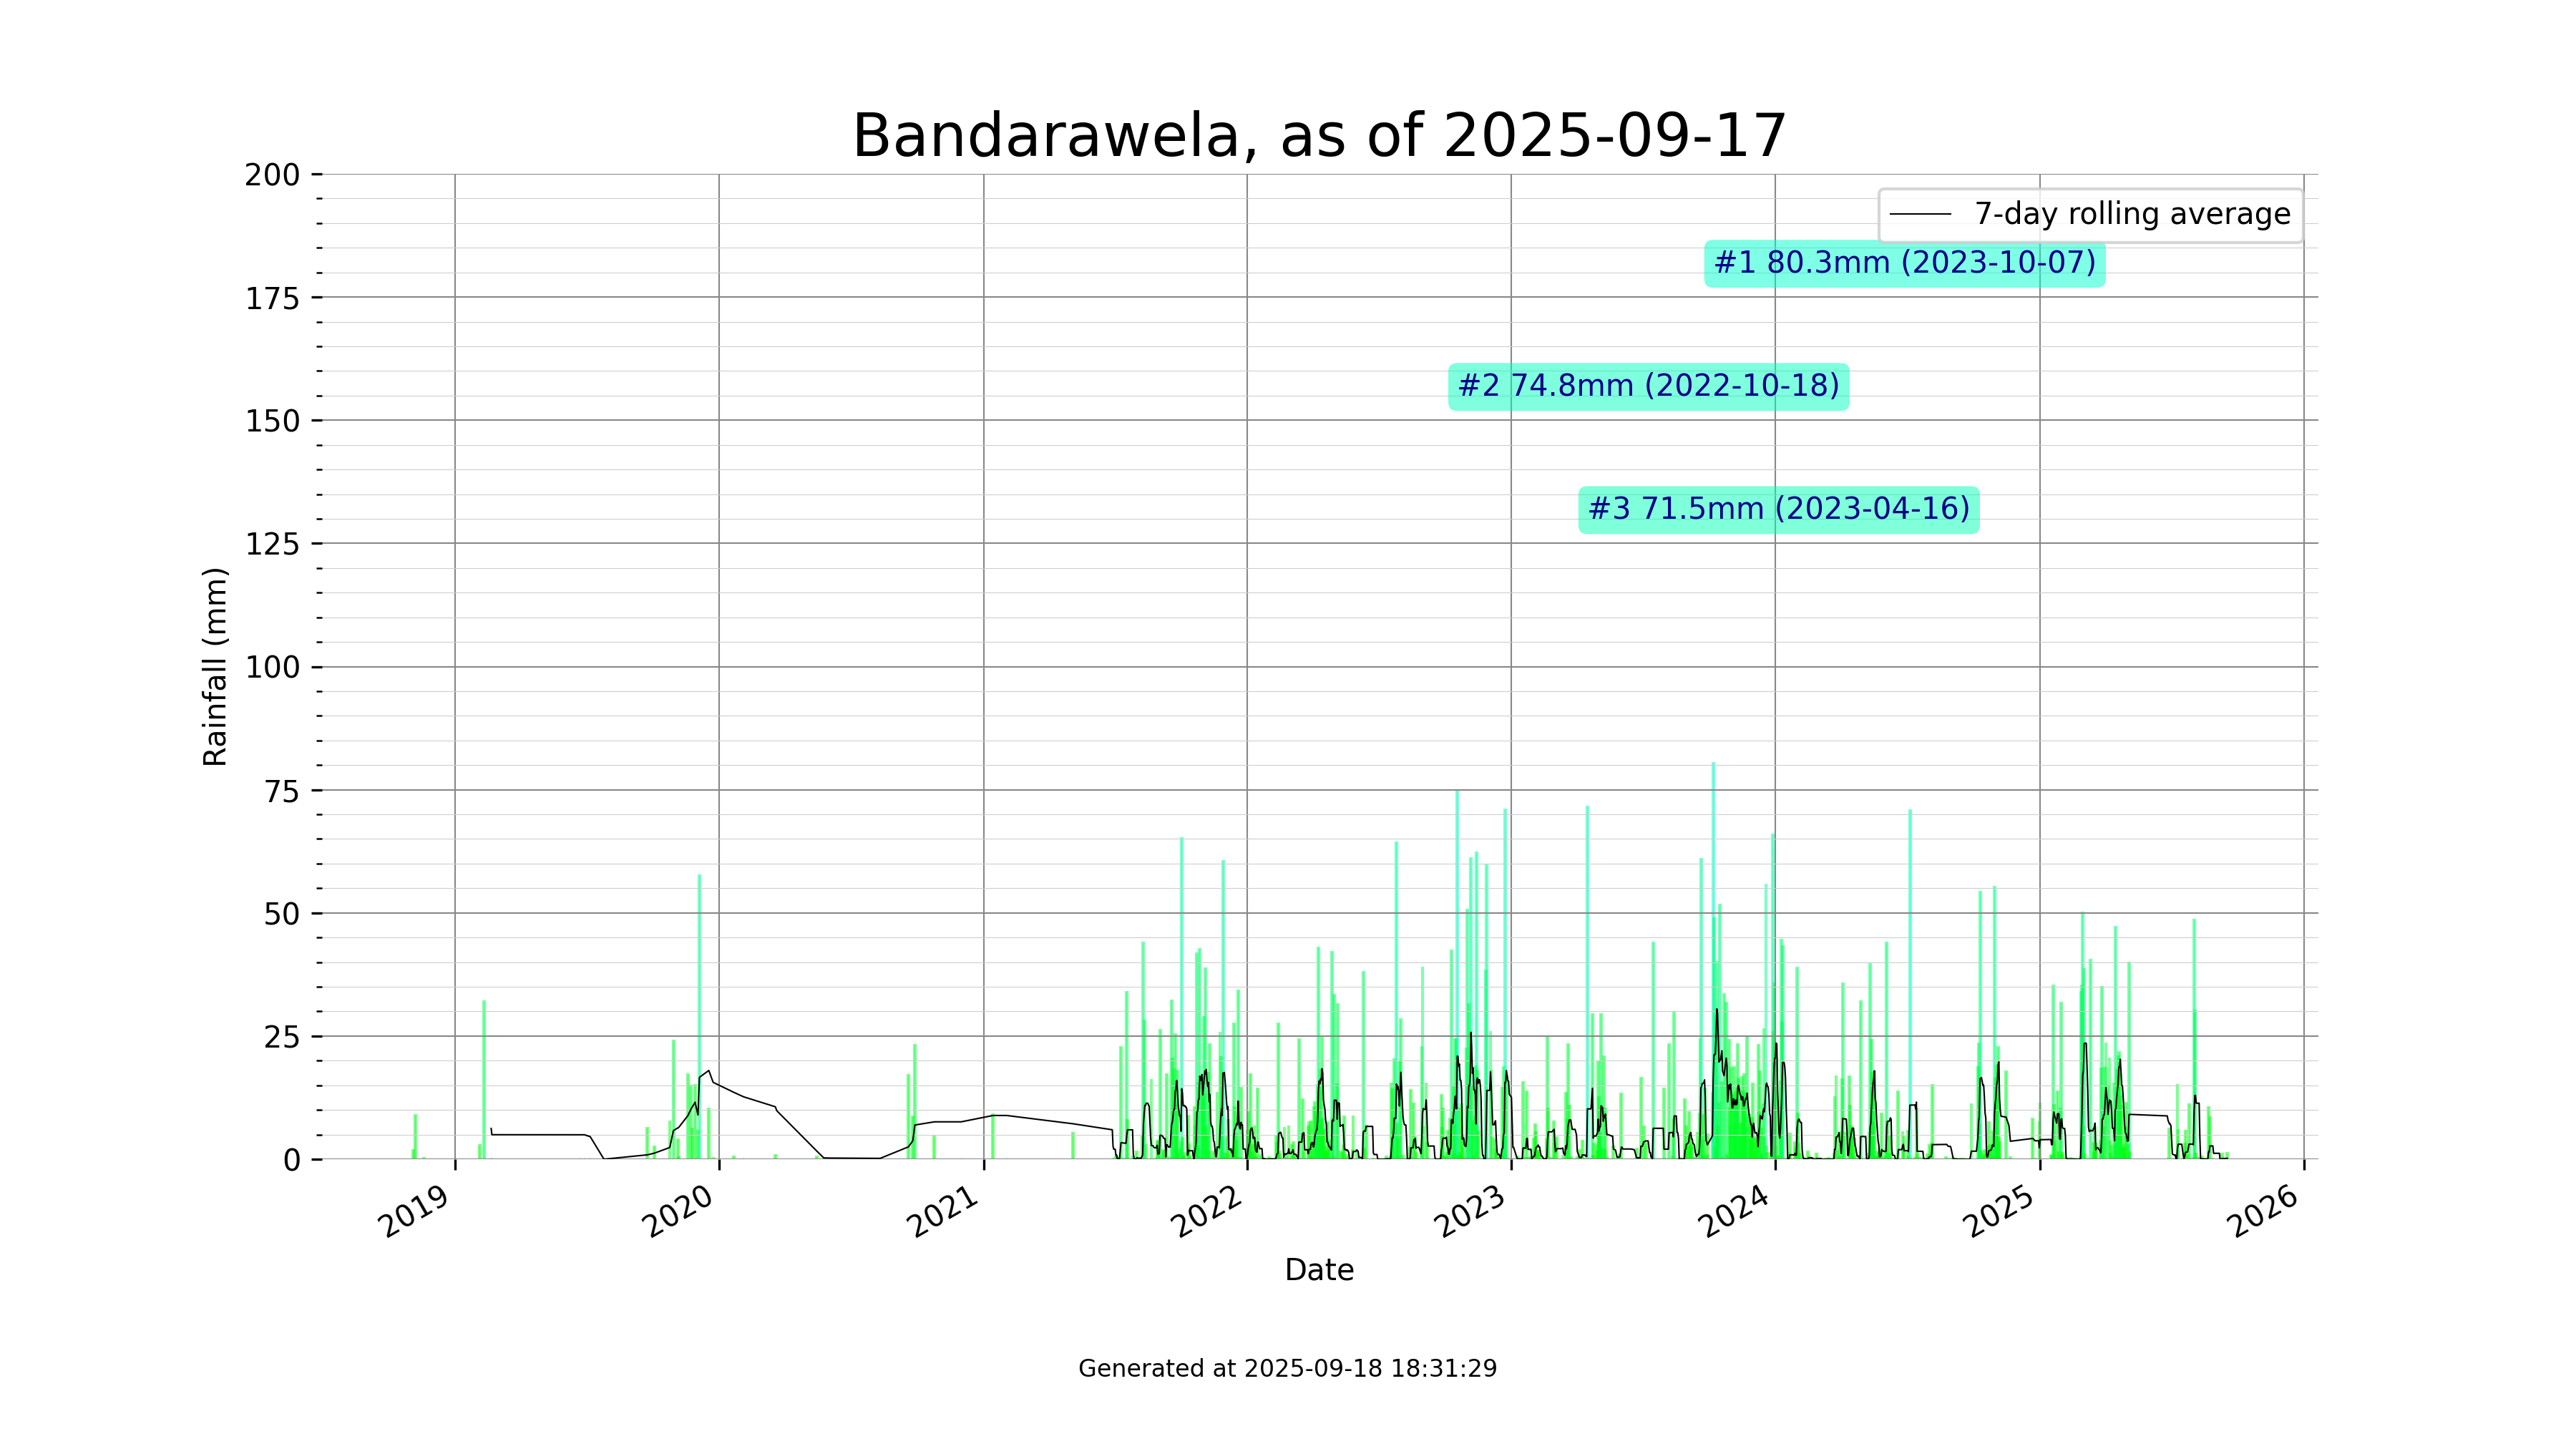 Bandarawela, as of 2025-09-17
200
175
150
125
100
75
50
25
0
Rainfall (mm)
7-day rolling average
#1 80.3mm (2023-10-07)
#2 74.8mm (2022-10-18)
#3 71.5mm (2023-04-16)
2019
2020
2021
2022
2023
2024
2025
2026
Date
Generated at 2025-09-18 18:31:29